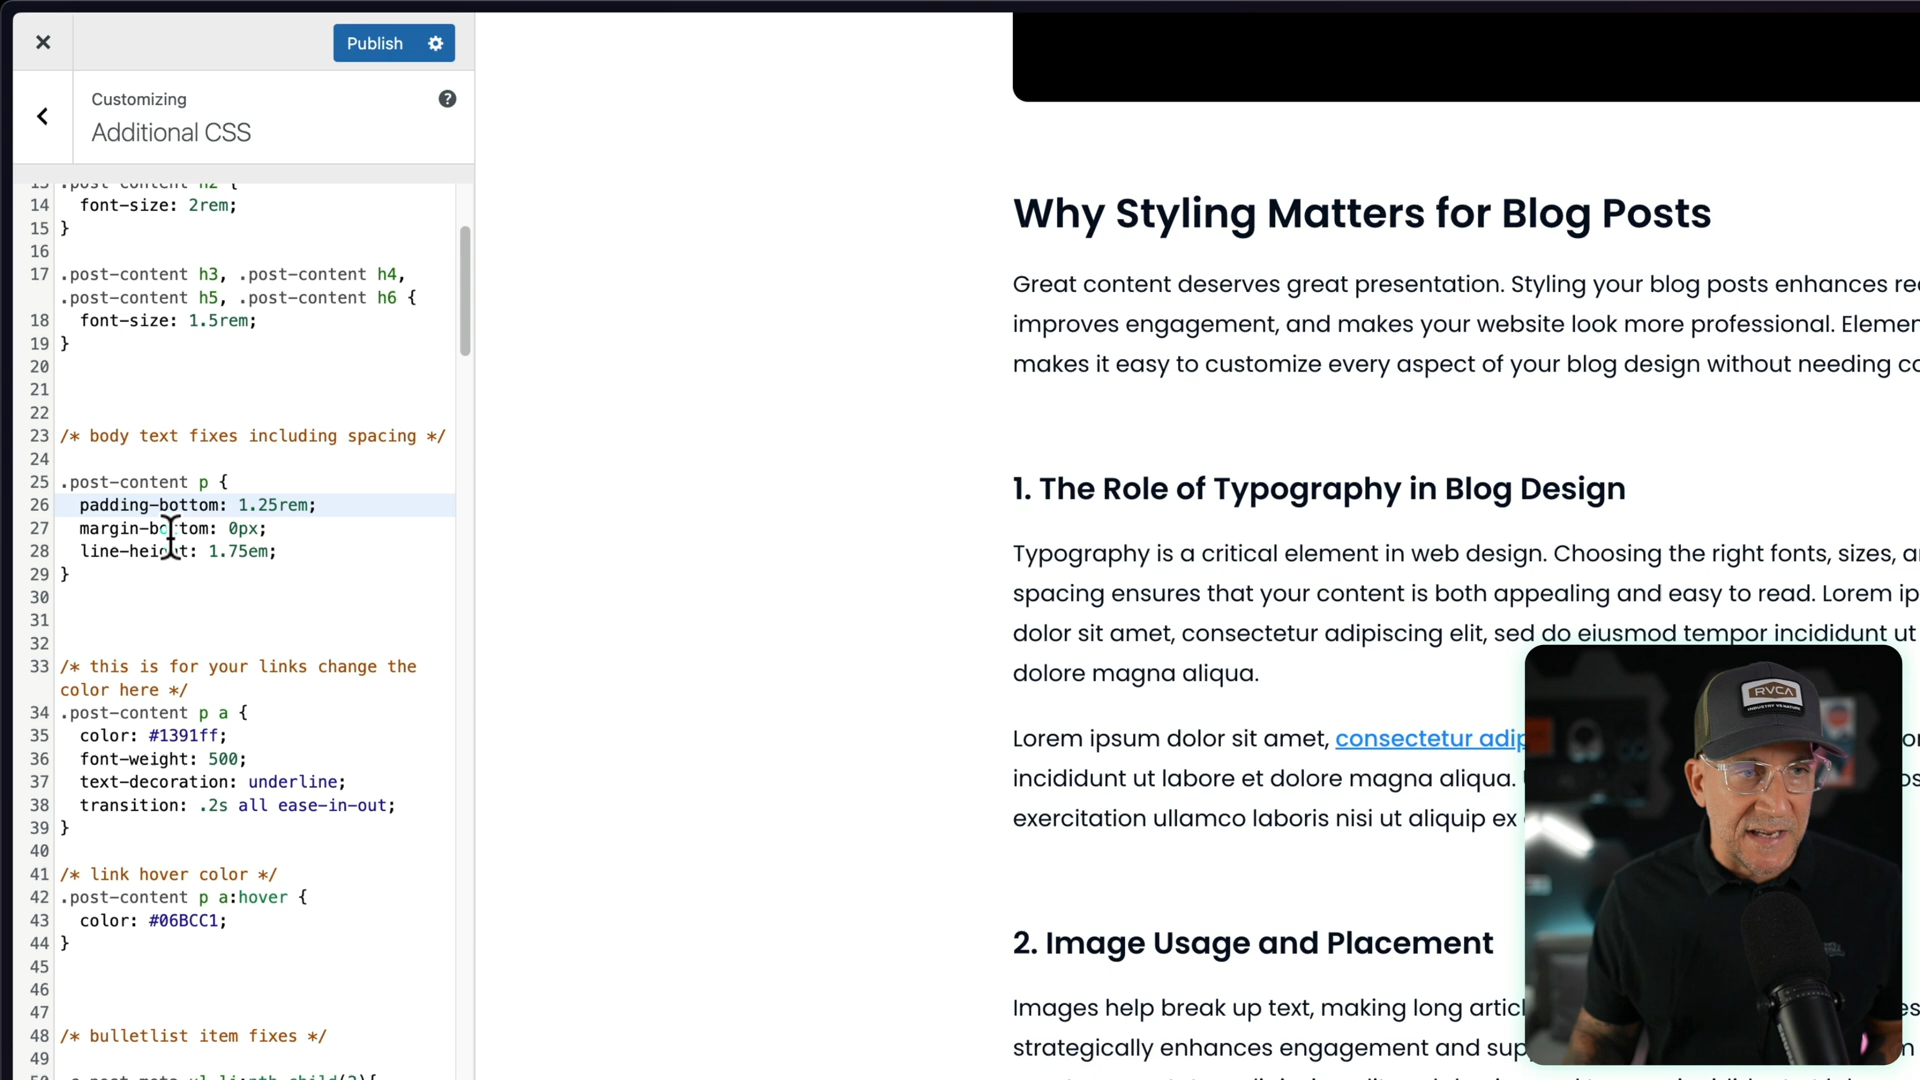 Publish
Customizing
Additional CSS
13 .post-content h2 {
14 font-size: 2rem;
15 }
16
17 .post-content h3, .post-content h4,
.post-content h5, .post-content h6 {
18 font-size: 1.5rem;
19 }
20
21
22
23 /* body text fixes including spacing */
24
25 .post-content p {
26 padding-bottom: 1.25rem;
27 margin-bottom: 0px;
28 line-height: 1.75em;
29 }
30
31
32
33 /* this is for your links change the
color here */
34 .post-content p a {
35 color: #1391ff;
36 font-weight: 500;
37 text-decoration: underline;
38 transition: .2s all ease-in-out;
39 }
40
41 /* link hover color */
42 .post-content p a:hover {
43 color: #06BCC1;
44 }
45
46
47
48 /* bulletlist item fixes */
49
Why Styling Matters for Blog Posts
Great content deserves great presentation. Styling your blog posts enhances
improves engagement, and makes your website look more professional.
makes it easy to customize every aspect of your blog design without needing
1. The Role of Typography in Blog Design
Typography is a critical element in web design. Choosing the right fonts, sizes,
spacing ensures that your content is both appealing and easy to read. Lorem
dolor sit amet, consectetur adipiscing elit, sed do eiusmod tempor incididunt ut
dolore magna aliqua.
Lorem ipsum dolor sit amet, consectetur adip
incididunt ut labore et dolore magna aliqua.
exercitation ullamco laboris nisi ut aliquip ex
2. Image Usage and Placement
Images help break up text, making long
strategically enhances engagement and
RVCA